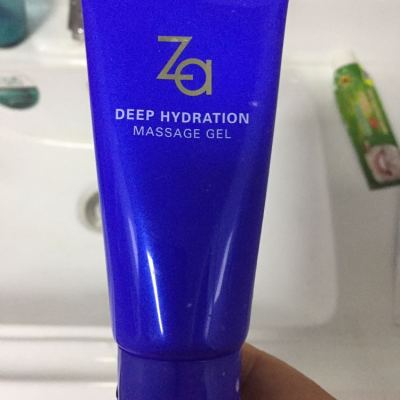 Za
DEEP HYDRATION
MASSAGE GEL